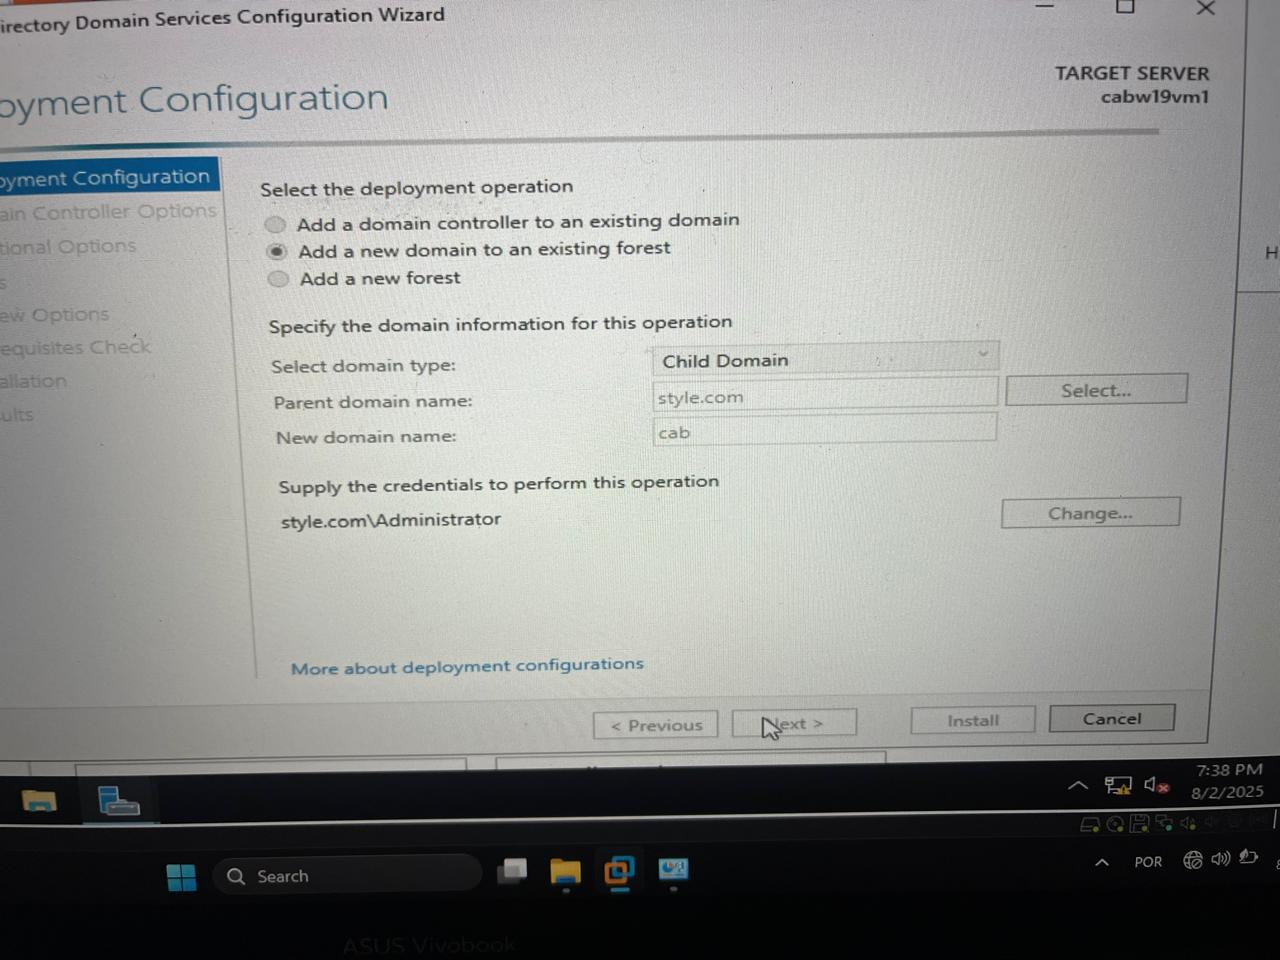 irectory Domain Services Configuration Wizard
oyment Configuration
TARGET SERVER
cabw19vm1
oyment Configuration
ain Controller Options
tional Options
s
ew Options
equisites Check
allation
ults
Select the deployment operation
Add a domain controller to an existing domain
Add a new domain to an existing forest
Add a new forest
Specify the domain information for this operation
Select domain type:
Child Domain
Parent domain name:
style.com
Select...
New domain name:
cab
Supply the credentials to perform this operation
style.com\Administrator
Change...
More about deployment configurations
< Previous
Next >
Install
Cancel
H
7:38 PM
8/2/2025
Search
POR
ASUS Vivobook